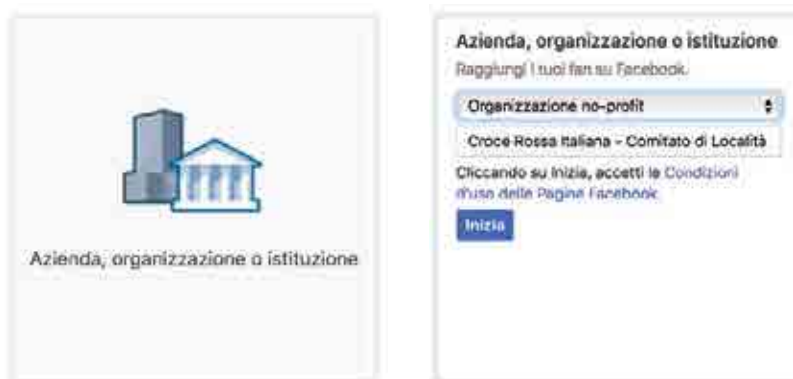 Azienda, organizzazione o istituzione
Azienda, organizzazione o istituzione
Raggiungi i tuoi fan su Facebook.
Organizzazione no-profit
Croce Rossa Italiana - Comitato di Località
Cliccando su Inizia, accetti le Condizioni
d'uso delle Pagine Facebook.
Inizia